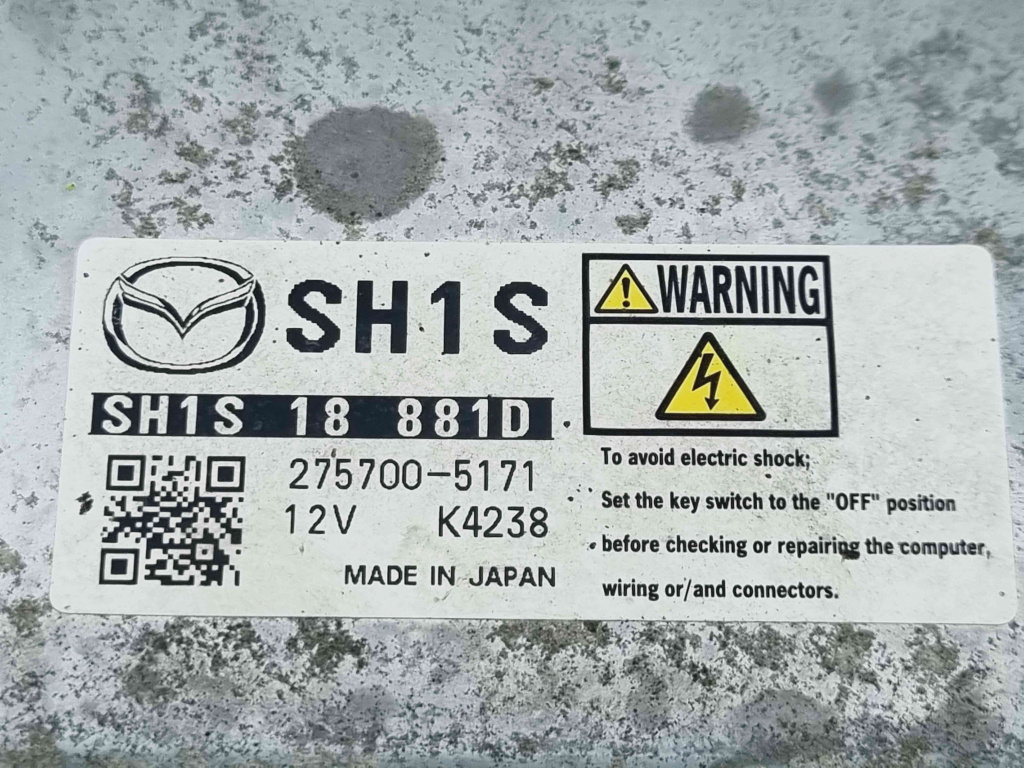 SH1S
SH1S 18 881D
275700-5171
12V K4238
MADE IN JAPAN
WARNING
To avoid electric shock;
Set the key switch to the "OFF" position
before checking or repairing the computer,
wiring or/and connectors.